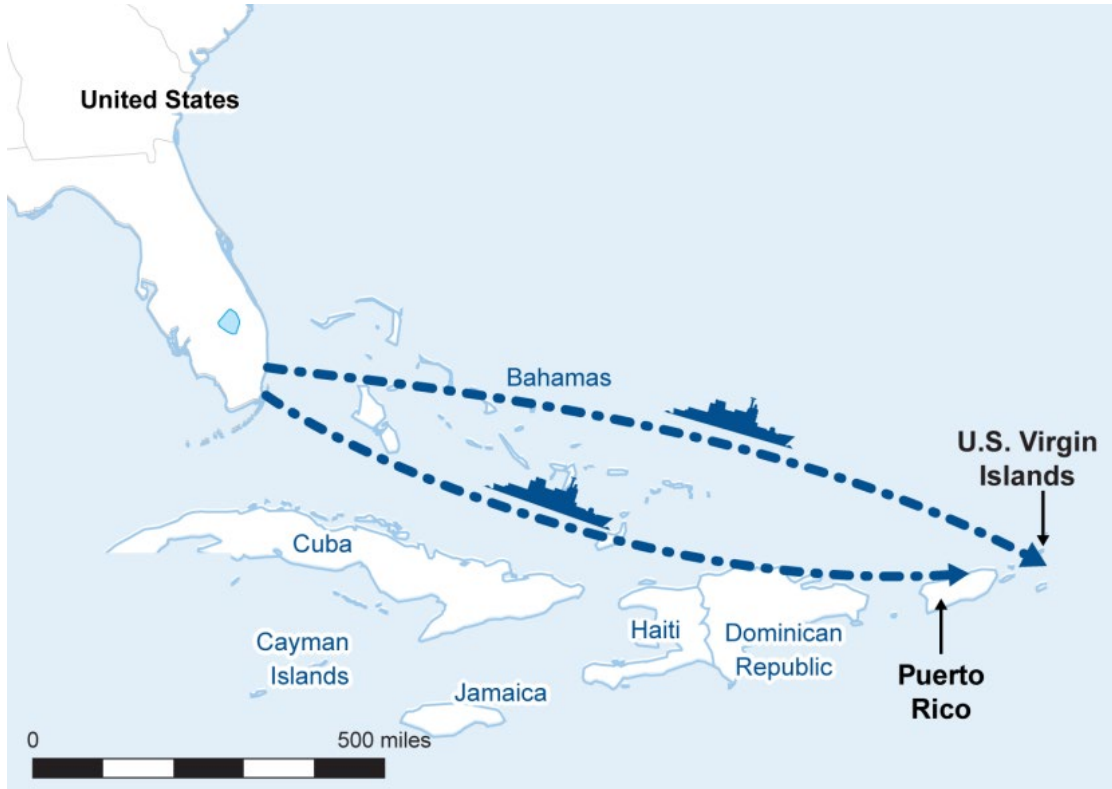 United States
Bahamas
U.S. Virgin
Islands
Cuba
Haiti
Dominican
Republic
Cayman
Islands
Jamaica
Puerto
Rico
0
500 miles